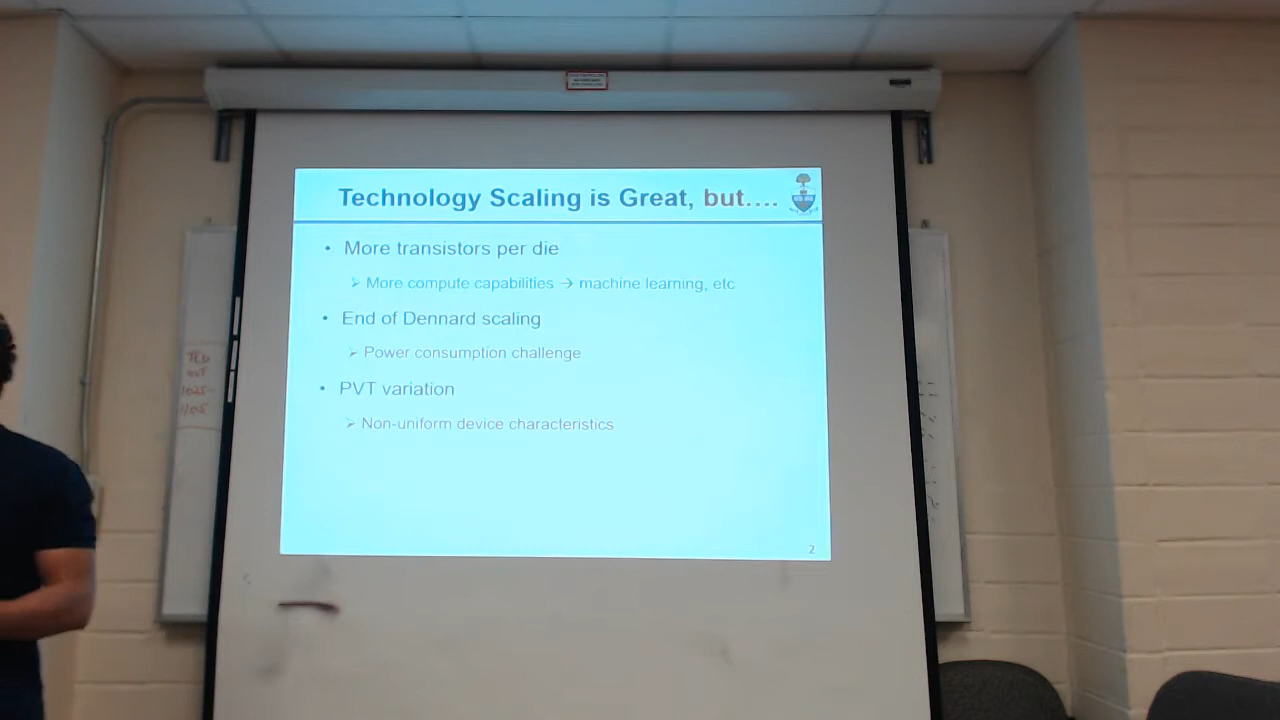 Technology Scaling is Great, but....
• More transistors per die
➢ More compute capabilities → machine learning, etc
• End of Dennard scaling
➢ Power consumption challenge
• PVT variation
➢ Non-uniform device characteristics
2